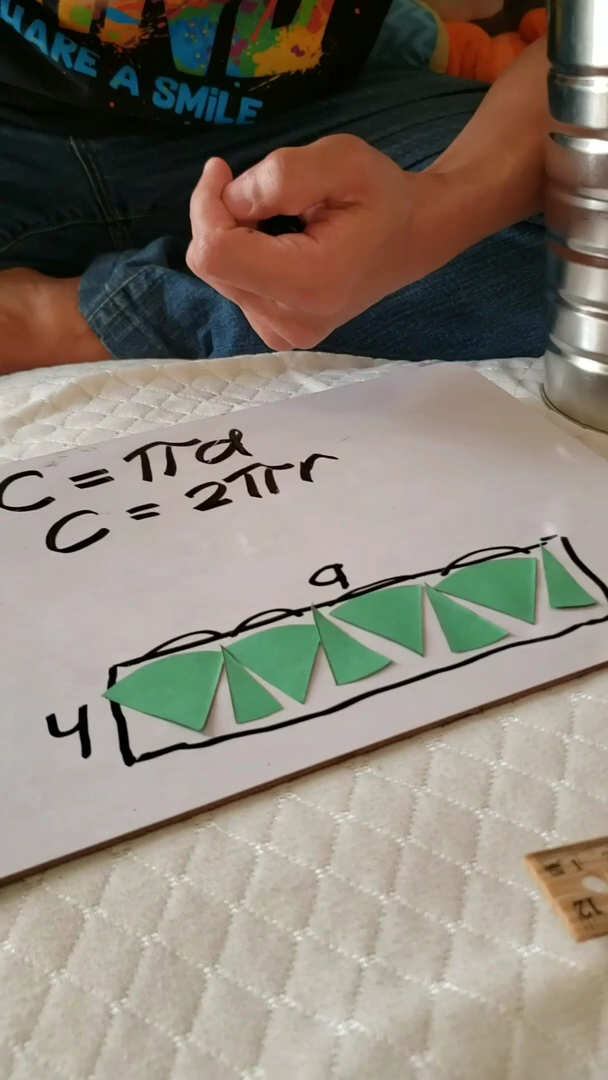 UARE A SMILE
C = πd
C = 2πr
9
4
12